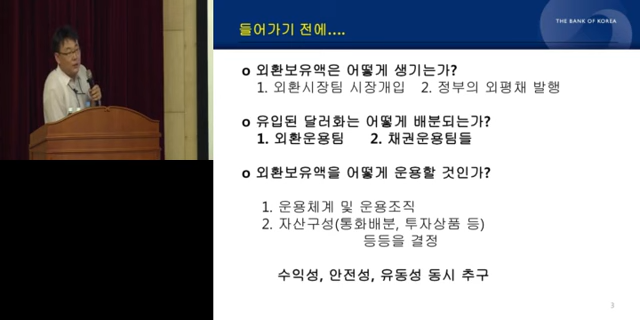 들어가기 전에....
THE BANK OF KOREA
o 외환보유액은 어떻게 생기는가?
1. 외환시장팀 시장개입 2. 정부의 외평채 발행
o 유입된 달러화는 어떻게 배분되는가?
1. 외환운용팀 2. 채권운용팀들
o 외환보유액을 어떻게 운용할 것인가?
1. 운용체계 및 운용조직
2. 자산구성(통화배분, 투자상품 등)
등등을 결정
수익성, 안전성, 유동성 동시 추구
3